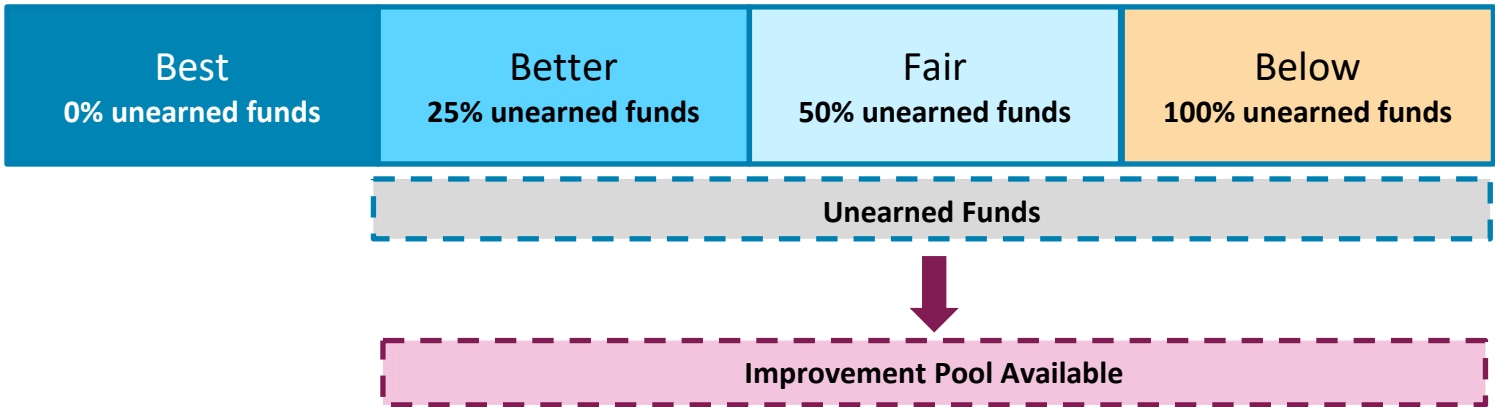 Best
0% unearned funds
Better
25% unearned funds
Fair
50% unearned funds
Below
100% unearned funds
Unearned Funds
Improvement Pool Available